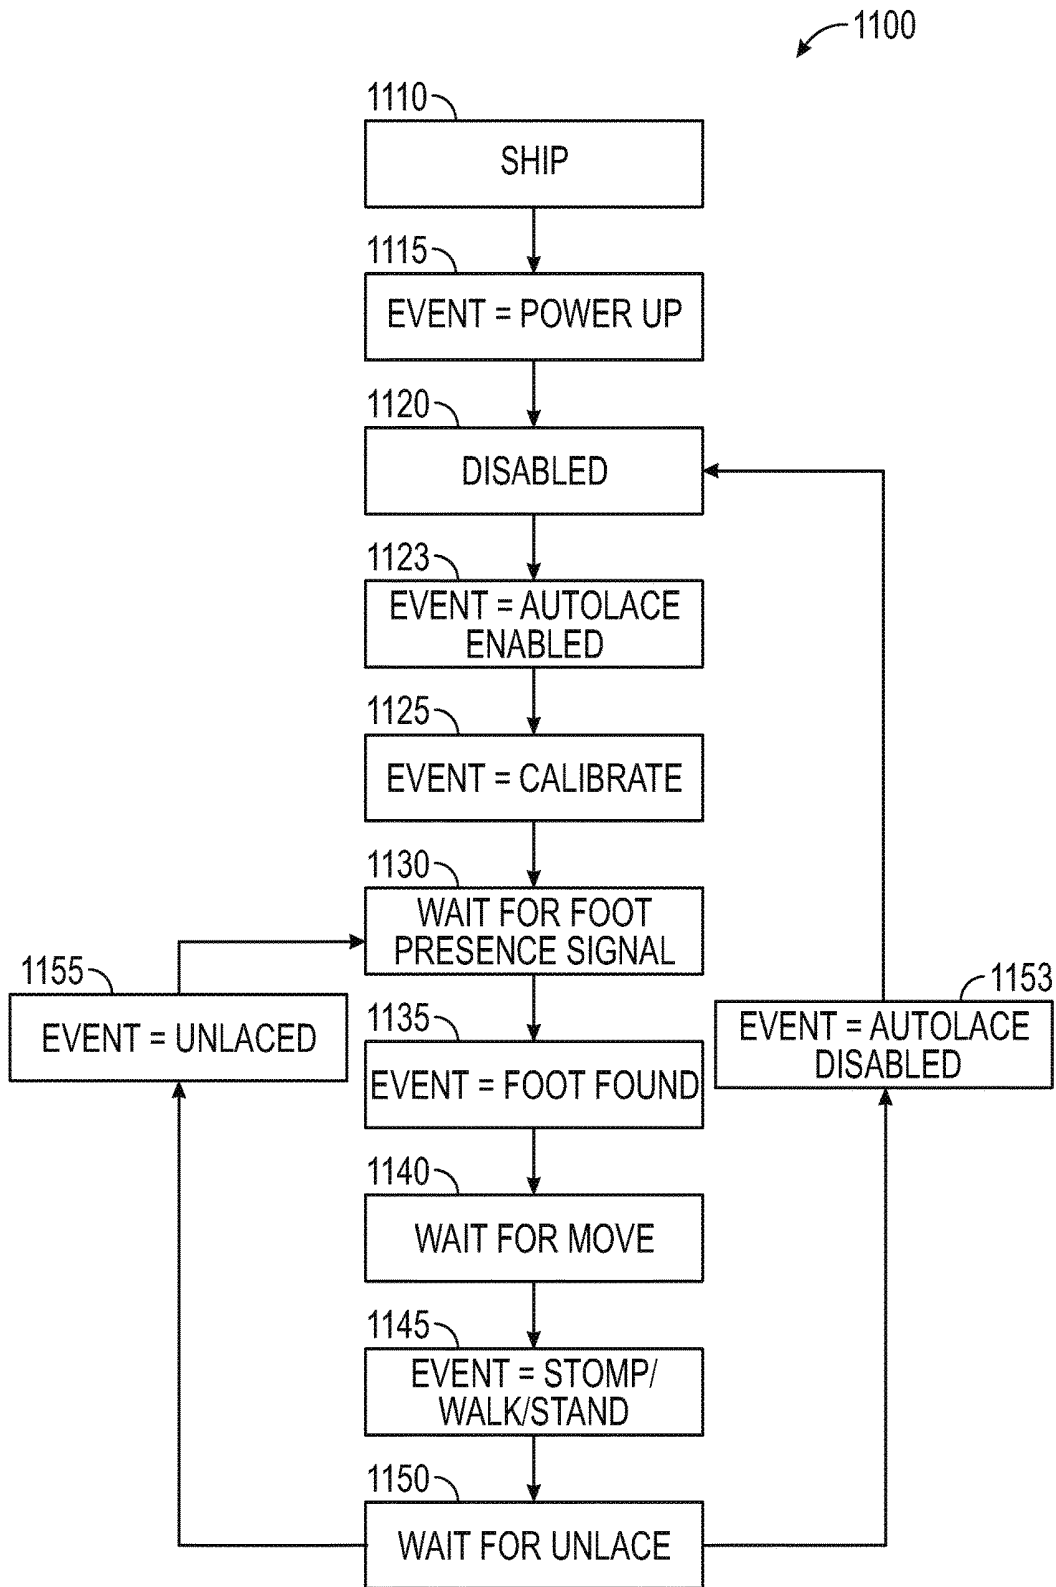 1100
1110
SHIP
1115
EVENT = POWER UP
1120
DISABLED
1123
EVENT = AUTOLACE
ENABLED
1125
EVENT = CALIBRATE
1130
WAIT FOR FOOT
PRESENCE SIGNAL
1155
EVENT = UNLACED
1153
EVENT = AUTOLACE
DISABLED
1135
EVENT = FOOT FOUND
1140
WAIT FOR MOVE
1145
EVENT = STOMP/
WALK/STAND
1150
WAIT FOR UNLACE